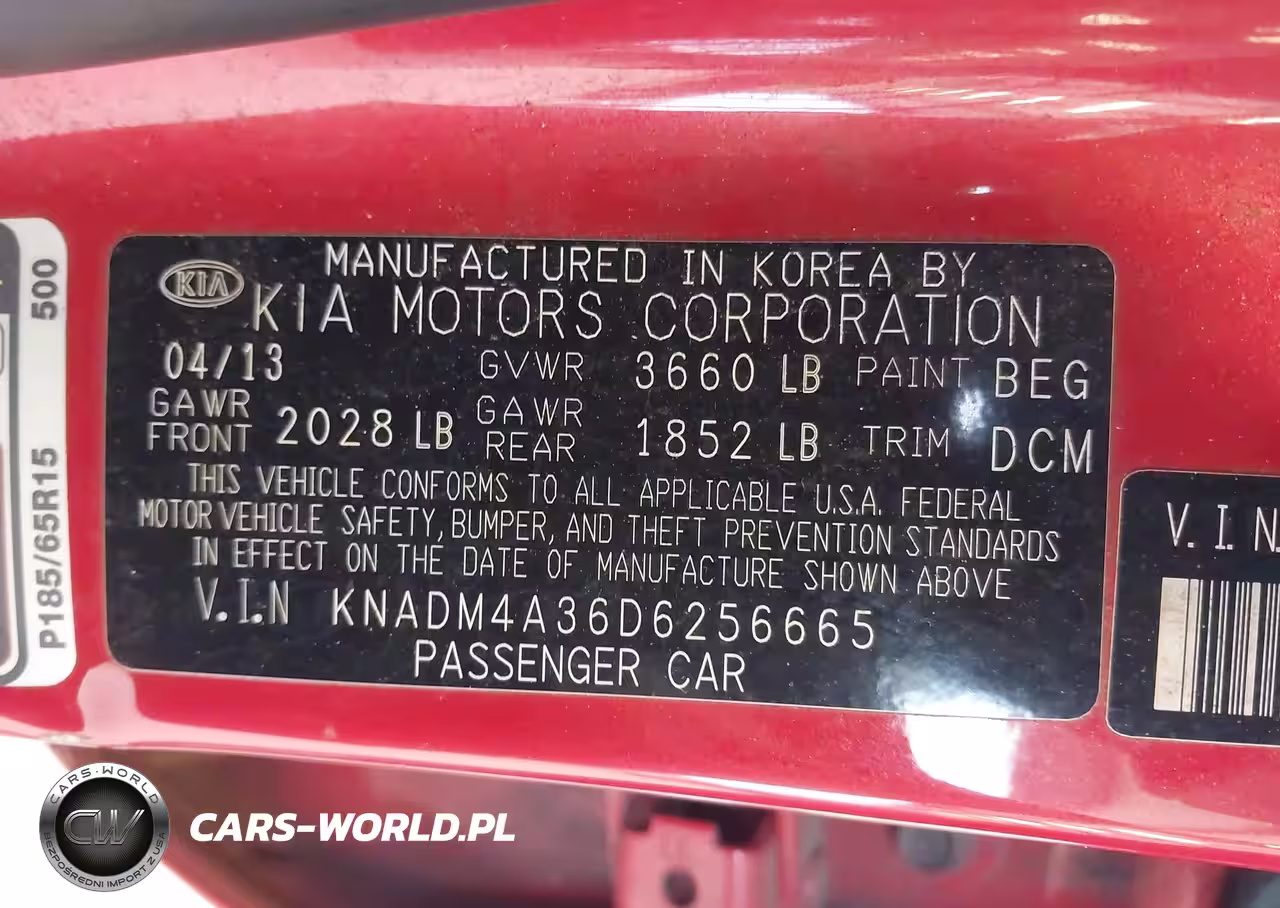 MANUFACTURED IN KOREA BY
KIA
KIA MOTORS CORPORATION
04/13 GVWR 3660 LB PAINT BEG
GAWR FRONT 2028 LB GAWR REAR 1852 LB TRIM DCM
THIS VEHICLE CONFORMS TO ALL APPLICABLE U.S.A. FEDERAL
MOTOR VEHICLE SAFETY, BUMPER, AND THEFT PREVENTION STANDARDS
IN EFFECT ON THE DATE OF MANUFACTURE SHOWN ABOVE
V.I.N KNADM4A36D6256665
PASSENGER CAR
P185/65R15 500
V.I.N
CARS-WORLD
CW
BEZPOŚREDNI IMPORT Z USA
CARS-WORLD.PL